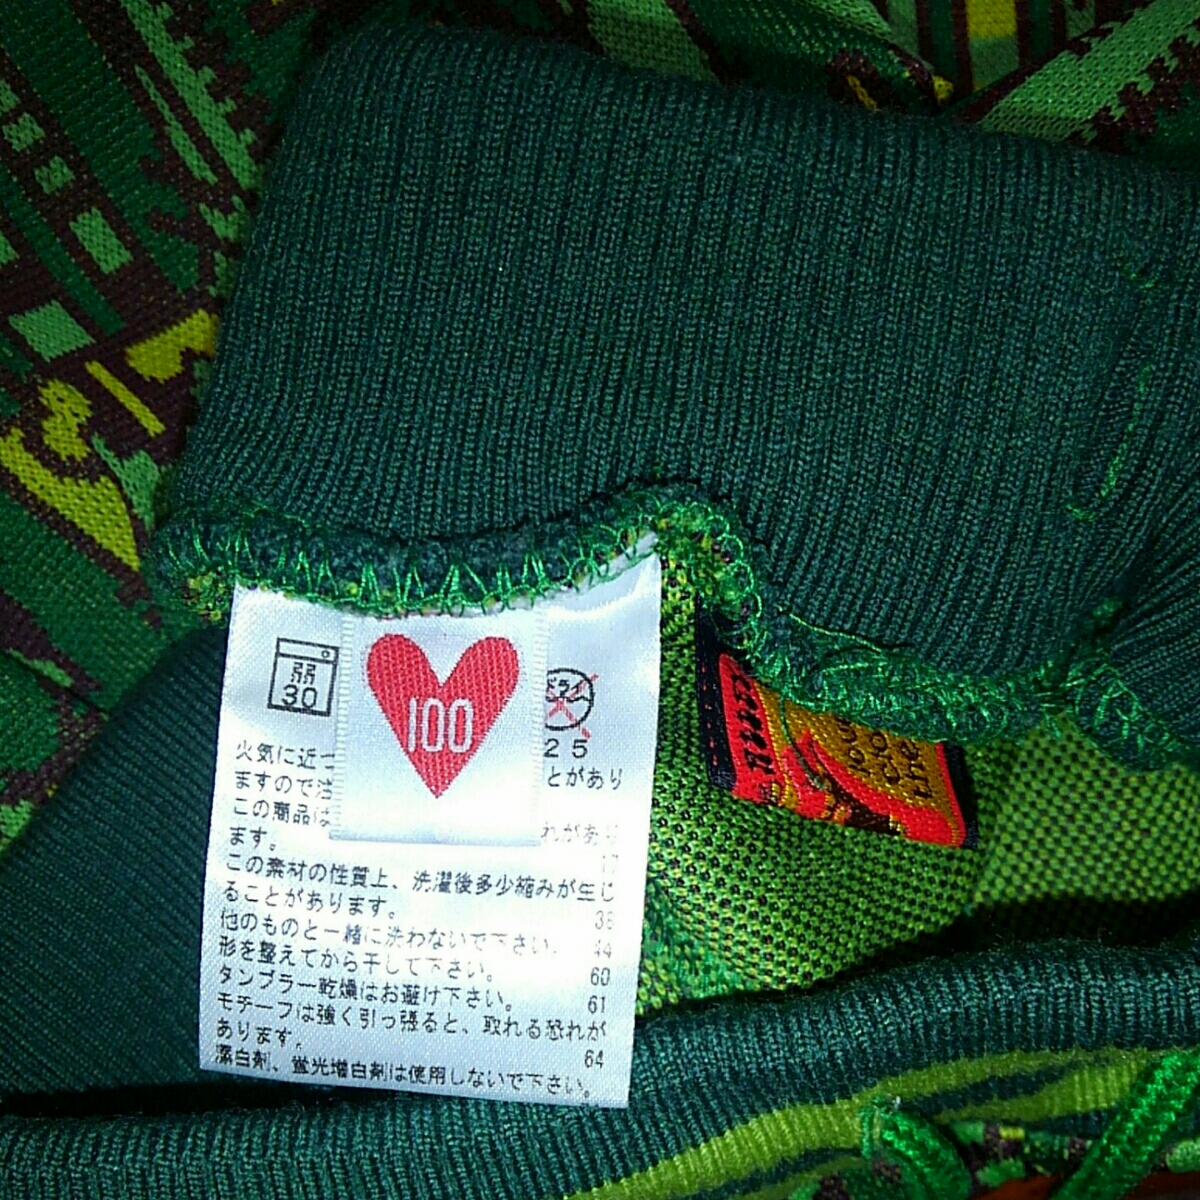 弱
30
100
ドライ
25
火気に近
とがあり
ますので注
この商品は
れがあり
ます。
17
この素材の性質上、洗濯後多少縮みが生じ
ることがあります。
38
他のものと一緒に洗わないで下さい。
44
形を整えてから干して下さい。
60
タンブラー乾燥はお避け下さい。
61
モチーフは強く引っ張ると、取れる恐れが
あります。
64
漂白剤、蛍光増白剤は使用しないで下さい。